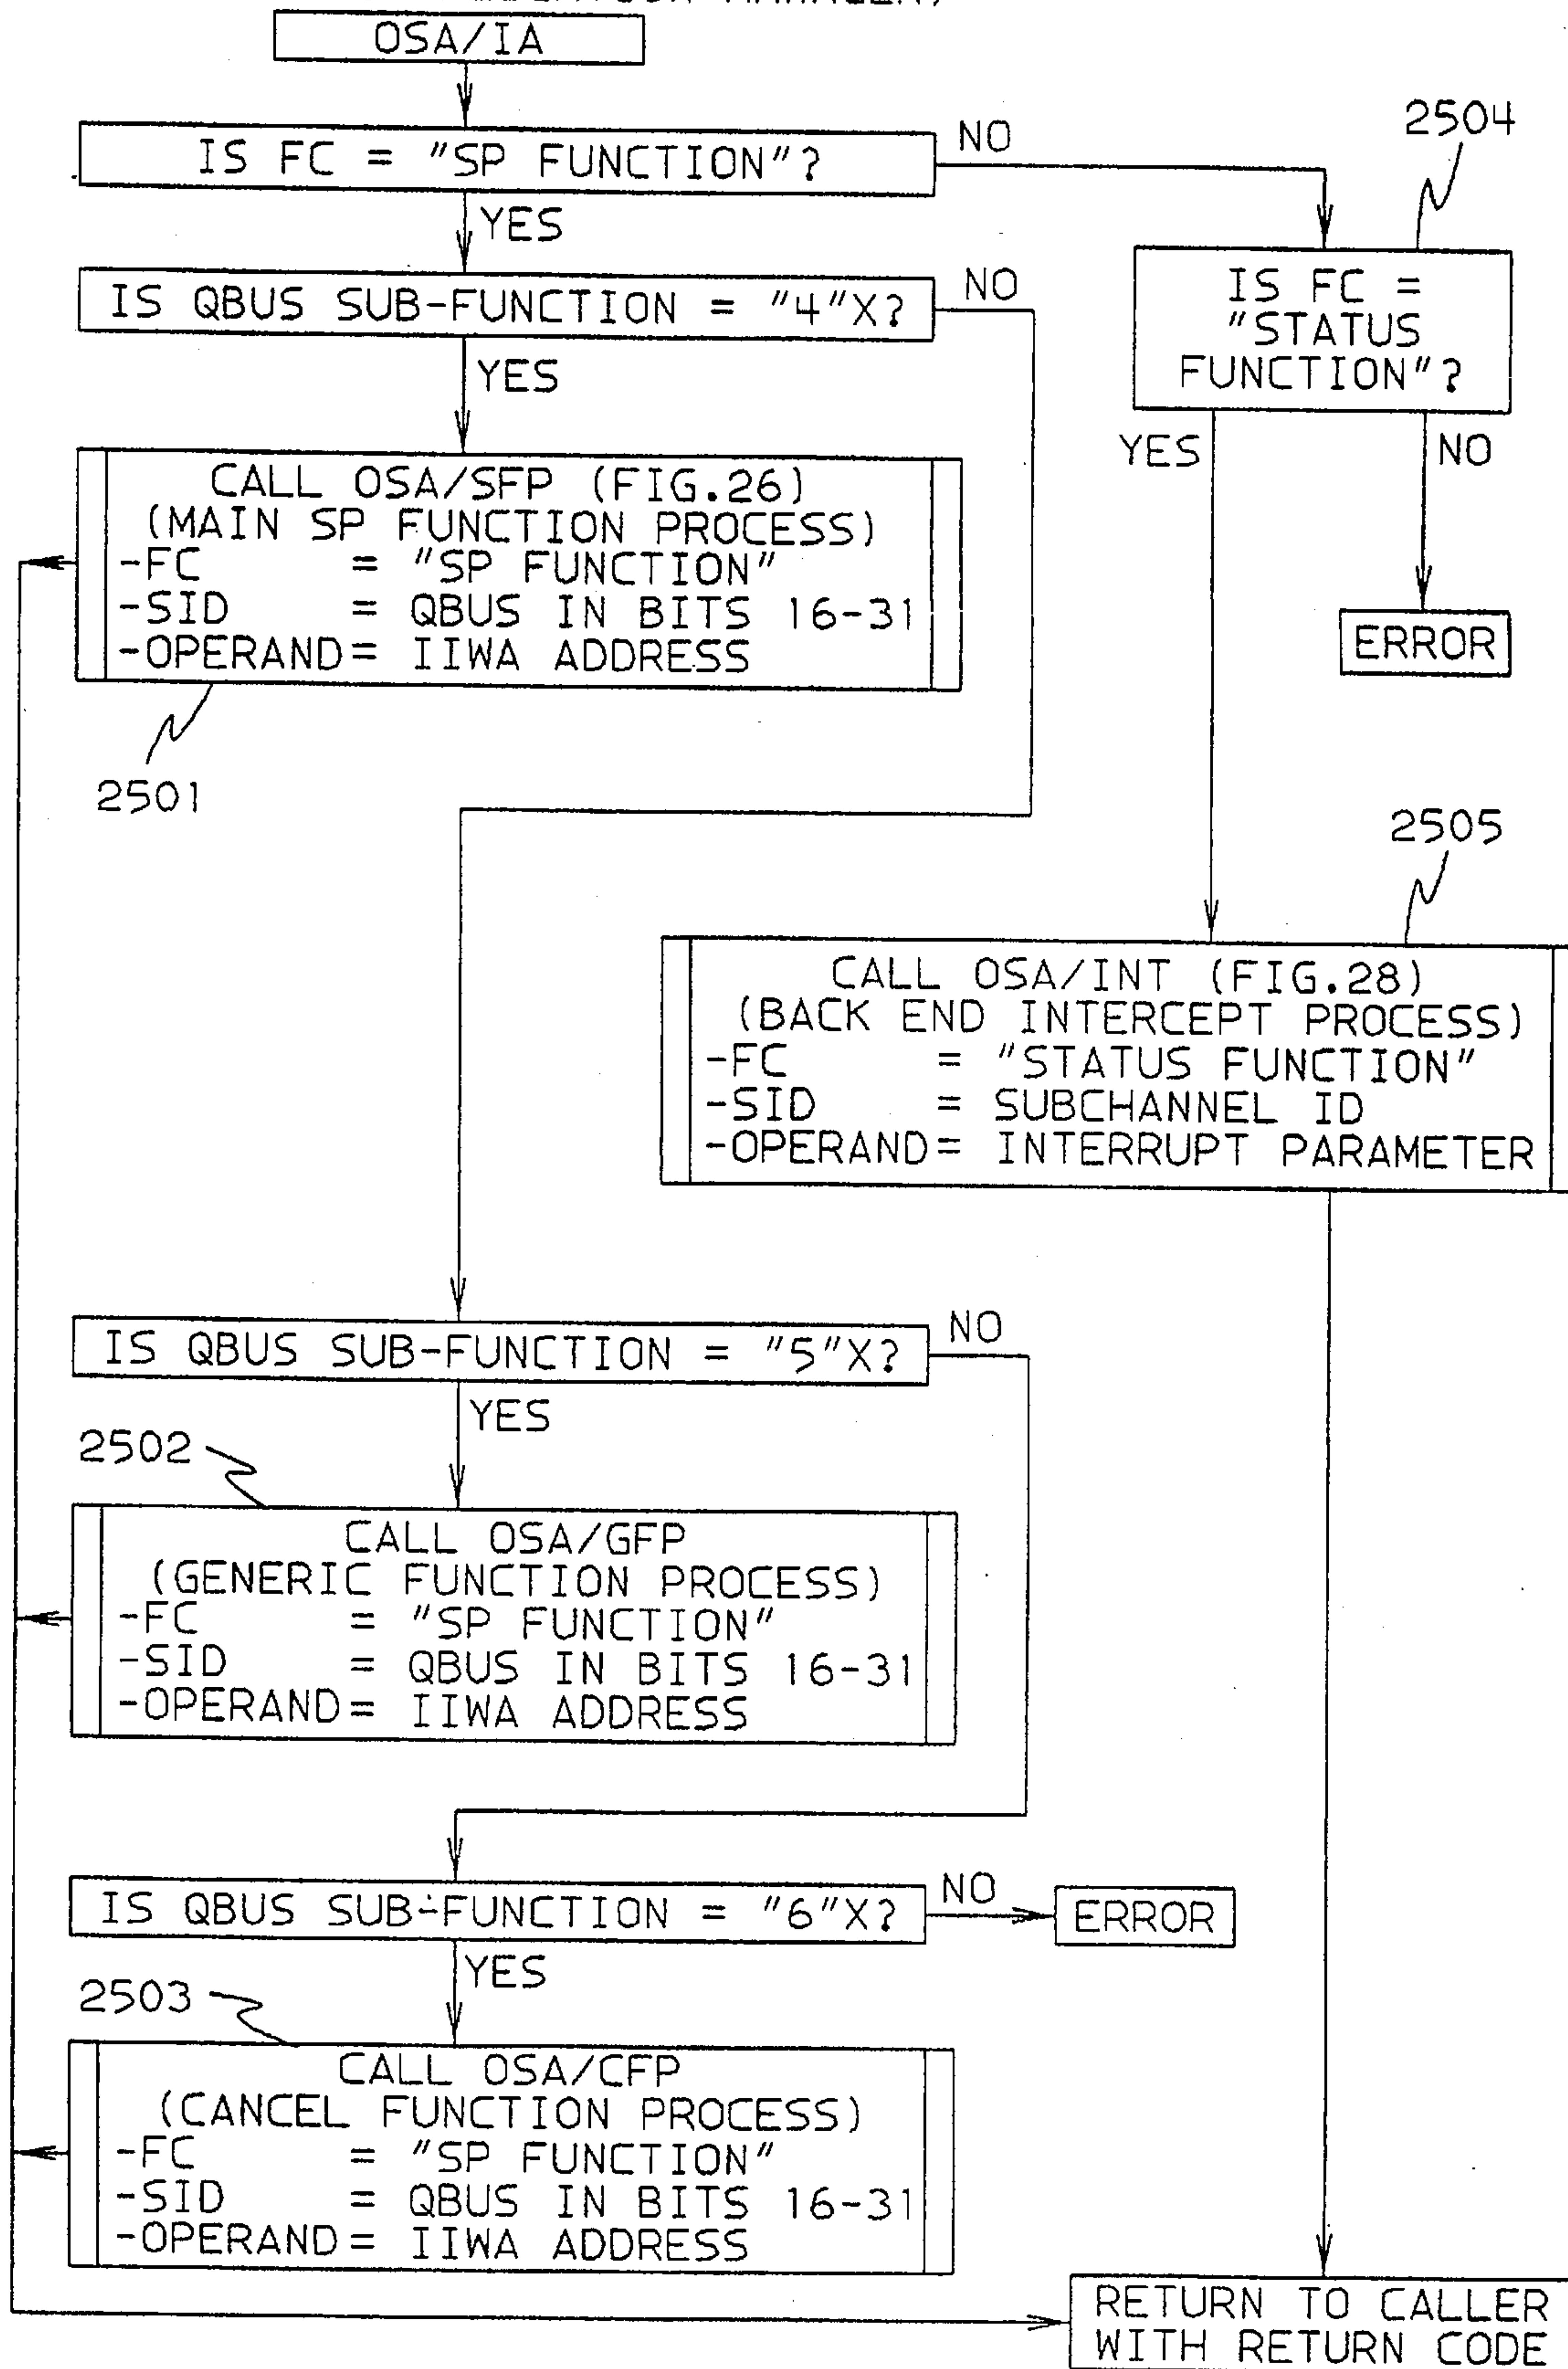 OSA/IA
IS FC = "SP FUNCTION"?
NO
2504
YES
IS QBUS SUB-FUNCTION = "4"X?
NO
IS FC =
"STATUS
FUNCTION"?
YES
YES
NO
CALL OSA/SFP (FIG.26)
(MAIN SP FUNCTION PROCESS)
-FC = "SP FUNCTION"
-SID = QBUS IN BITS 16-31
-OPERAND= IIWA ADDRESS
ERROR
2501
2505
CALL OSA/INT (FIG.28)
(BACK END INTERCEPT PROCESS)
-FC = "STATUS FUNCTION"
-SID = SUBCHANNEL ID
-OPERAND= INTERRUPT PARAMETER
IS QBUS SUB-FUNCTION = "5"X?
NO
YES
2502
CALL OSA/GFP
(GENERIC FUNCTION PROCESS)
-FC = "SP FUNCTION"
-SID = QBUS IN BITS 16-31
-OPERAND= IIWA ADDRESS
IS QBUS SUB-FUNCTION = "6"X?
NO
ERROR
YES
2503
CALL OSA/CFP
(CANCEL FUNCTION PROCESS)
-FC = "SP FUNCTION"
-SID = QBUS IN BITS 16-31
-OPERAND= IIWA ADDRESS
RETURN TO CALLER
WITH RETURN CODE